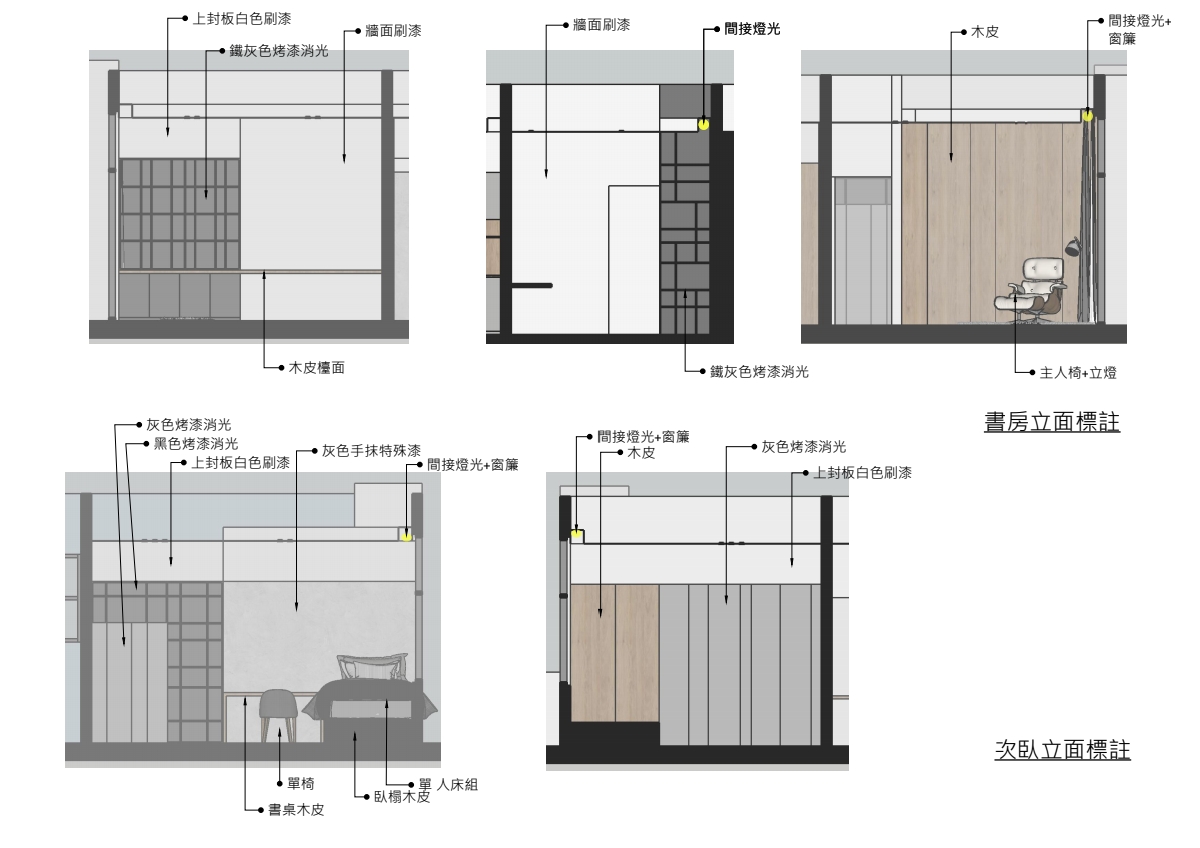 上封板白色刷漆
鐵灰色烤漆消光
牆面刷漆
木皮檯面
牆面刷漆
間接燈光
鐵灰色烤漆消光
木皮
間接燈光+
窗簾
主人椅+立燈
書房立面標註
灰色烤漆消光
黑色烤漆消光
上封板白色刷漆
灰色手抹特殊漆
間接燈光+窗簾
單椅
單 人床組
臥榻木皮
書桌木皮
間接燈光+窗簾
木皮
灰色烤漆消光
上封板白色刷漆
次臥立面標註